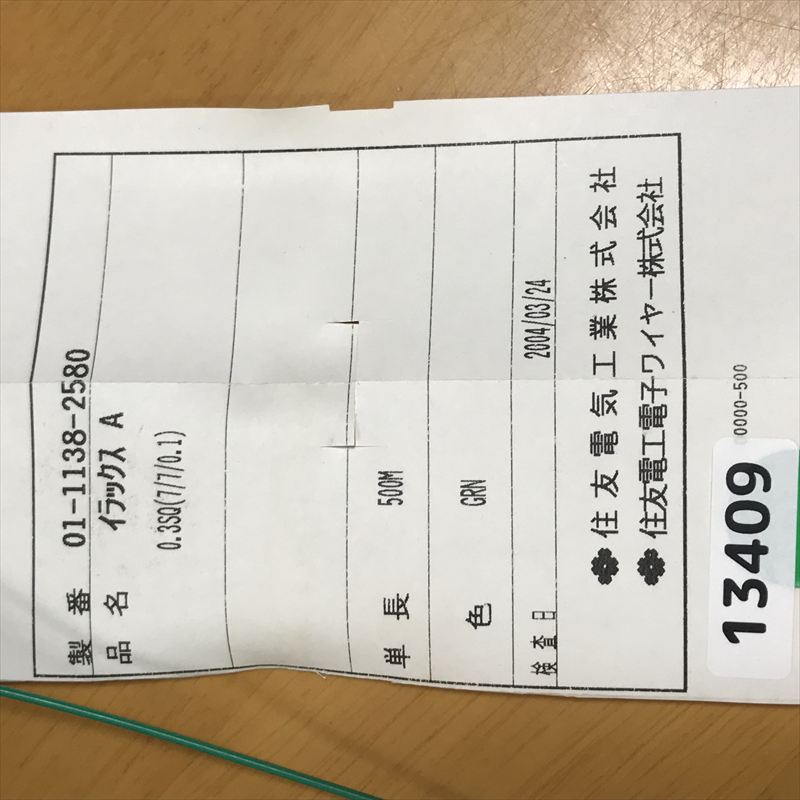 製番 01-1138-2580
品名 イラックス A
0.3SQ(7/7/0.1)
単長 500M
色 GRN
検査日 2004/03/24
住友電気工業株式会社
住友電工電子ワイヤー株式会社
0000-500
13409